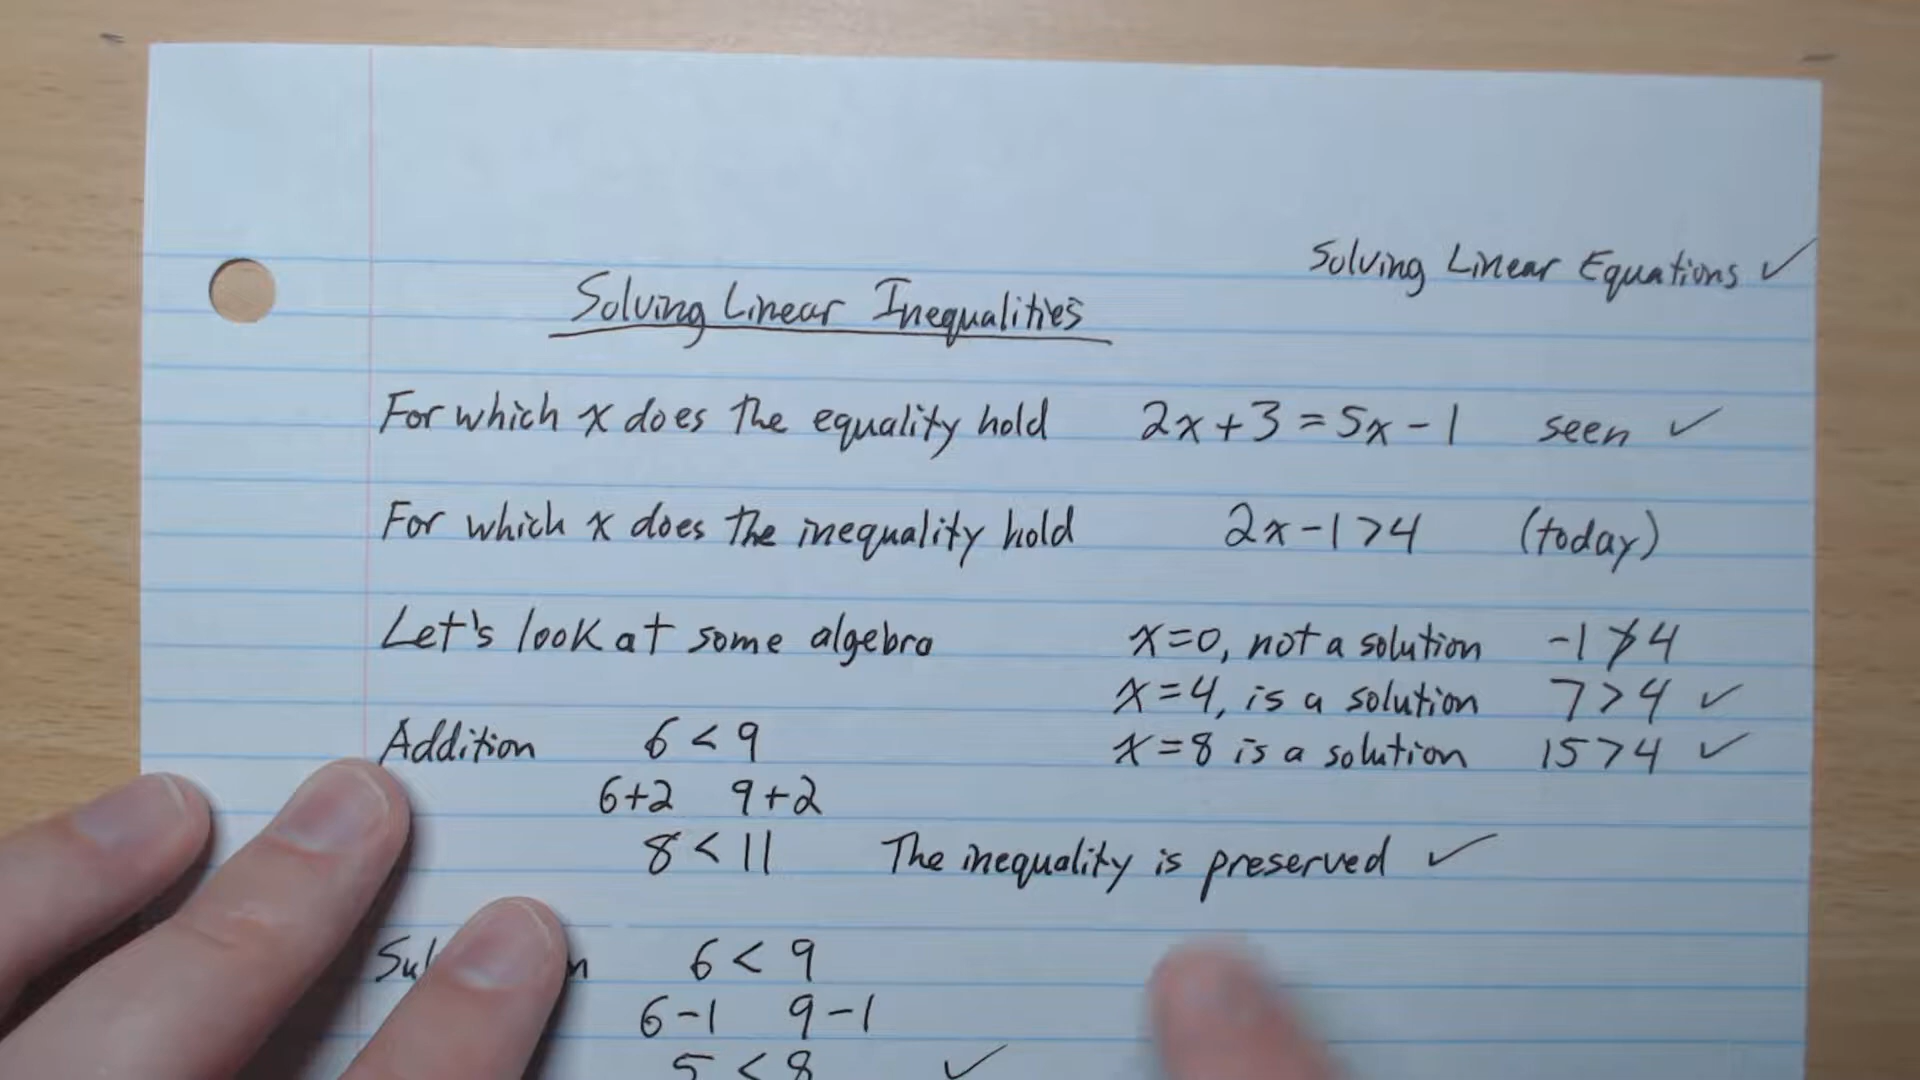 Solving Linear Equations ✓
Solving Linear Inequalities
For which x does the equality hold 2x+3=5x-1 seen ✓
For which x does the inequality hold 2x-1>4 (today)
Let's look at some algebra x=0, not a solution -1≯4
x=4, is a solution 7>4 ✓
Addition 6<9 x=8 is a solution 15>4 ✓
6+2 9+2
8<11 The inequality is preserved ✓
6<9
6-1 9-1
5<8 ✓